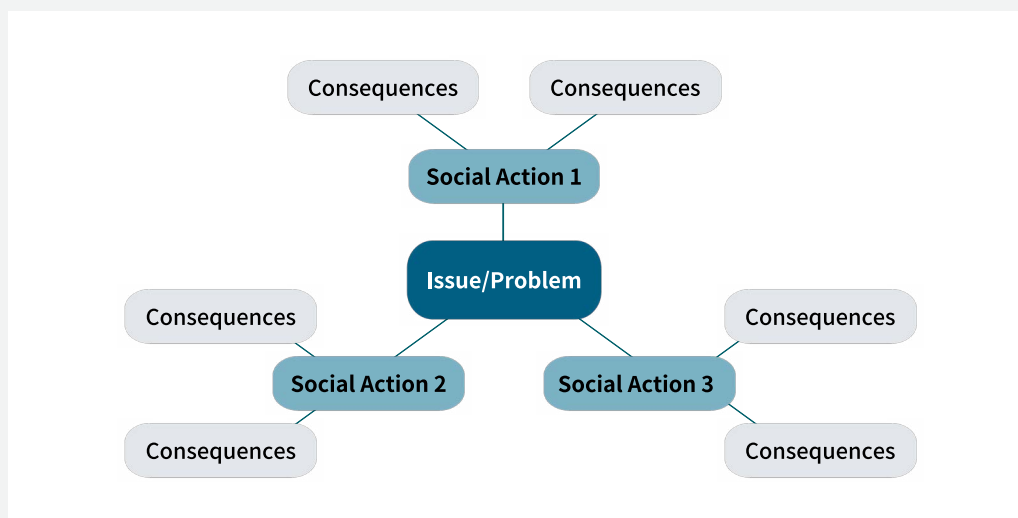 Consequences
Consequences
Social Action 1
Issue/Problem
Consequences
Consequences
Social Action 2
Social Action 3
Consequences
Consequences